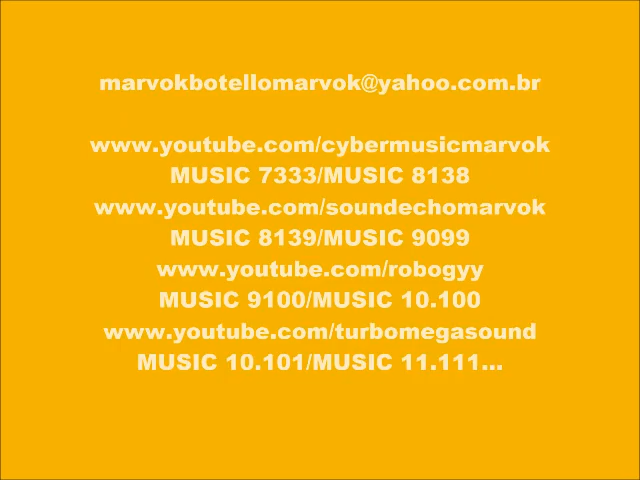 marvokbotellomarvok@yahoo.com.br
www.youtube.com/cybermusicmarvok
MUSIC 7333/MUSIC 8138
www.youtube.com/soundechomarvok
MUSIC 8139/MUSIC 9099
www.youtube.com/robogyy
MUSIC 9100/MUSIC 10.100
www.youtube.com/turbomegasound
MUSIC 10.101/MUSIC 11.111...